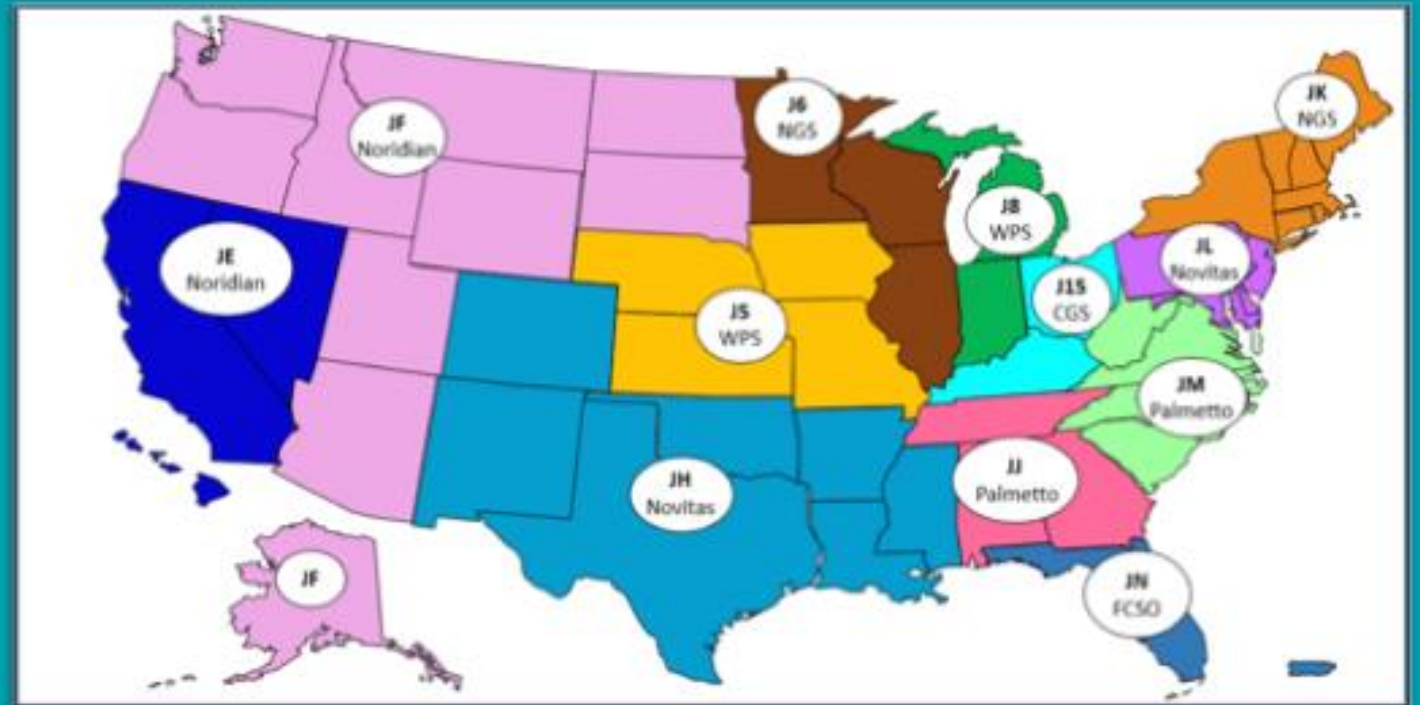 JF
Noridian
J6
NGS
JK
NGS
JE
Noridian
J8
WPS
JL
Novitas
J15
CGS
J5
WPS
JM
Palmetto
JH
Novitas
JJ
Palmetto
JF
JN
FCSO